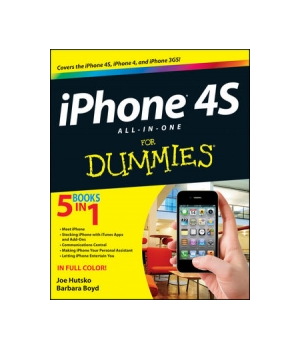 Covers the iPhone 4S, iPhone 4, and iPhone 3GS!
iPhone® 4S
ALL-IN-ONE
FOR
DUMMIES®
5 BOOKS
IN 1
• Meet iPhone
• Stocking iPhone with iTunes Apps
and Add-Ons
• Communications Central
• Making iPhone Your Personal Assistant
• Letting iPhone Entertain You
IN FULL COLOR!
Joe Hutsko
Barbara Boyd